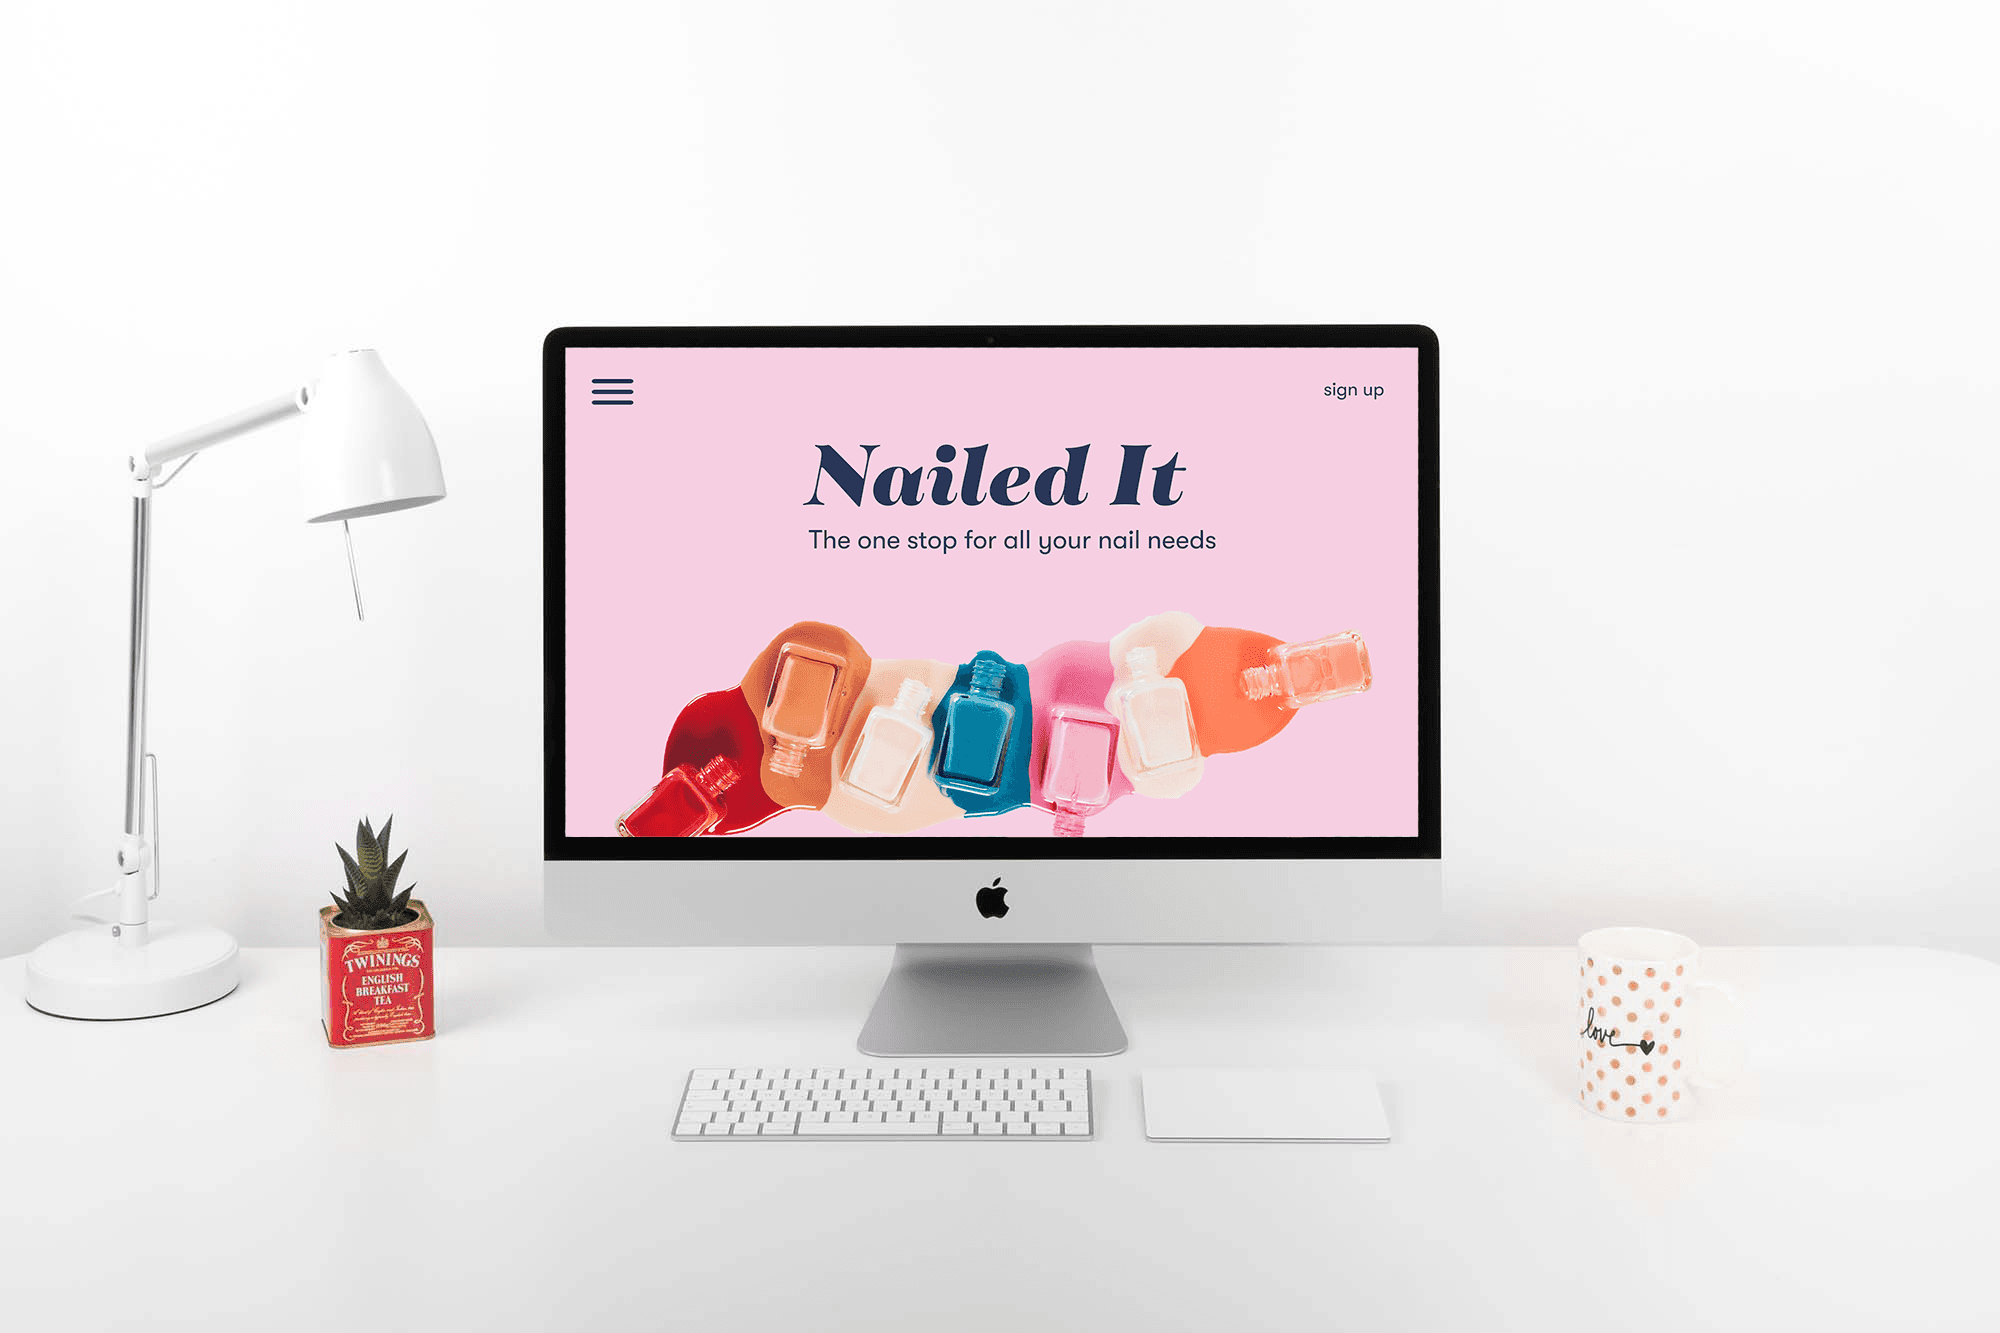 sign up
Nailed It
The one stop for all your nail needs
TWININGS
ENGLISH
BREAKFAST
TEA
love